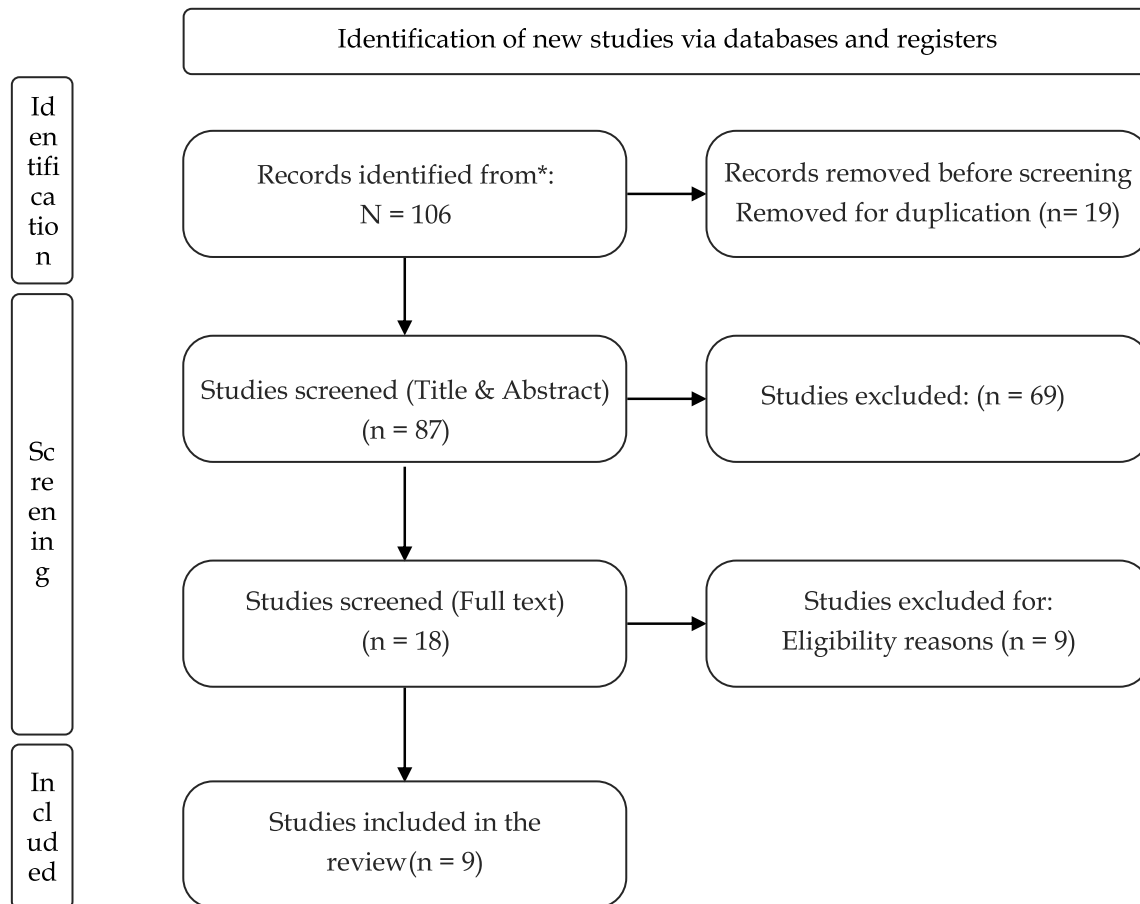 Identification of new studies via databases and registers
Id
en
tifi
ca
tio
n
Records identified from*:
N = 106
Records removed before screening
Removed for duplication (n= 19)
Sc
re
en
in
g
Studies screened (Title & Abstract)
(n = 87)
Studies excluded: (n = 69)
Studies screened (Full text)
(n = 18)
Studies excluded for:
Eligibility reasons (n = 9)
In
cl
ud
ed
Studies included in the
review(n = 9)